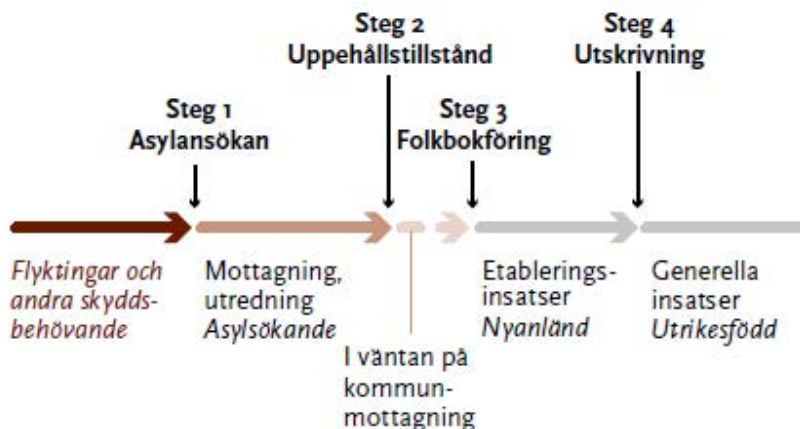 Steg 2
Uppehållstillstånd
Steg 4
Utskrivning
Steg 1
Asylansökan
Steg 3
Folkbokföring
Flyktingar och
andra skydds-
behövande
Mottagning,
utredning
Asylsökande
I väntan på
kommun-
mottagning
Etablerings-
insatser
Nyanländ
Generella
insatser
Utrikesfödd